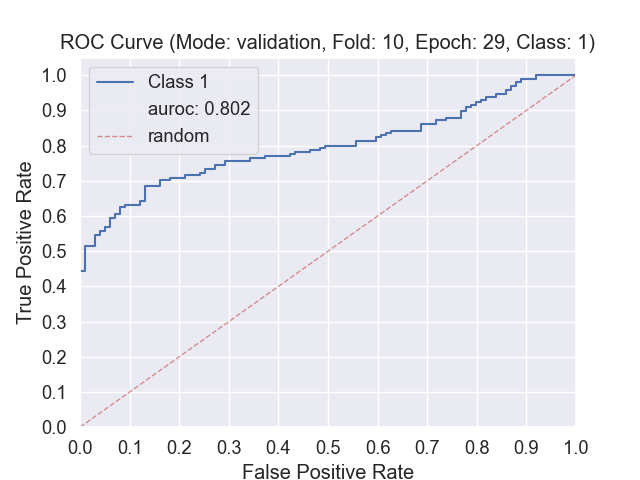 ROC Curve (Mode: validation, Fold: 10, Epoch: 29, Class: 1)
1.0
0.9
0.8
0.7
0.6
0.5
0.4
0.3
0.2
0.1
0.0
True Positive Rate
Class 1
auroc: 0.802
random
0.0 0.1 0.2 0.3 0.4 0.5 0.6 0.7 0.8 0.9 1.0
False Positive Rate